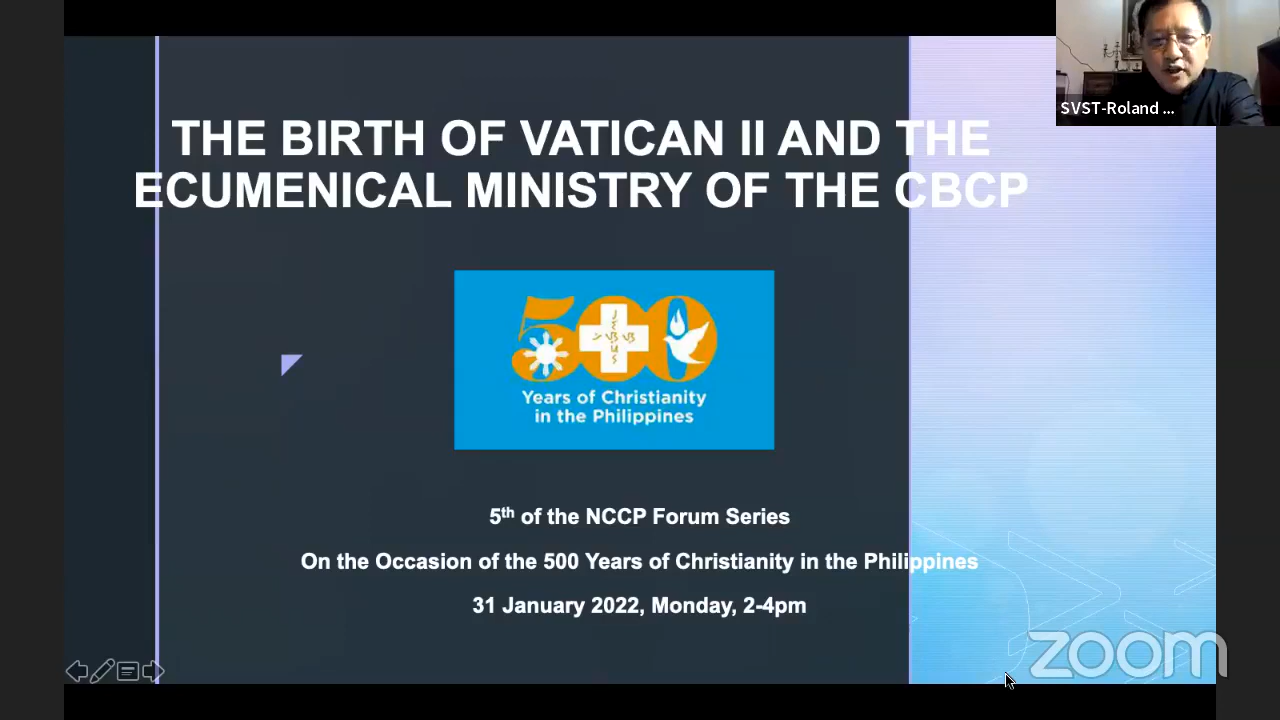 SVST-Roland ...
THE BIRTH OF VATICAN II AND THE
ECUMENICAL MINISTRY OF THE CBCP
500
Years of Christianity
in the Philippines
5th of the NCCP Forum Series
On the Occasion of the 500 Years of Christianity in the Philippines
31 January 2022, Monday, 2-4pm
zoom